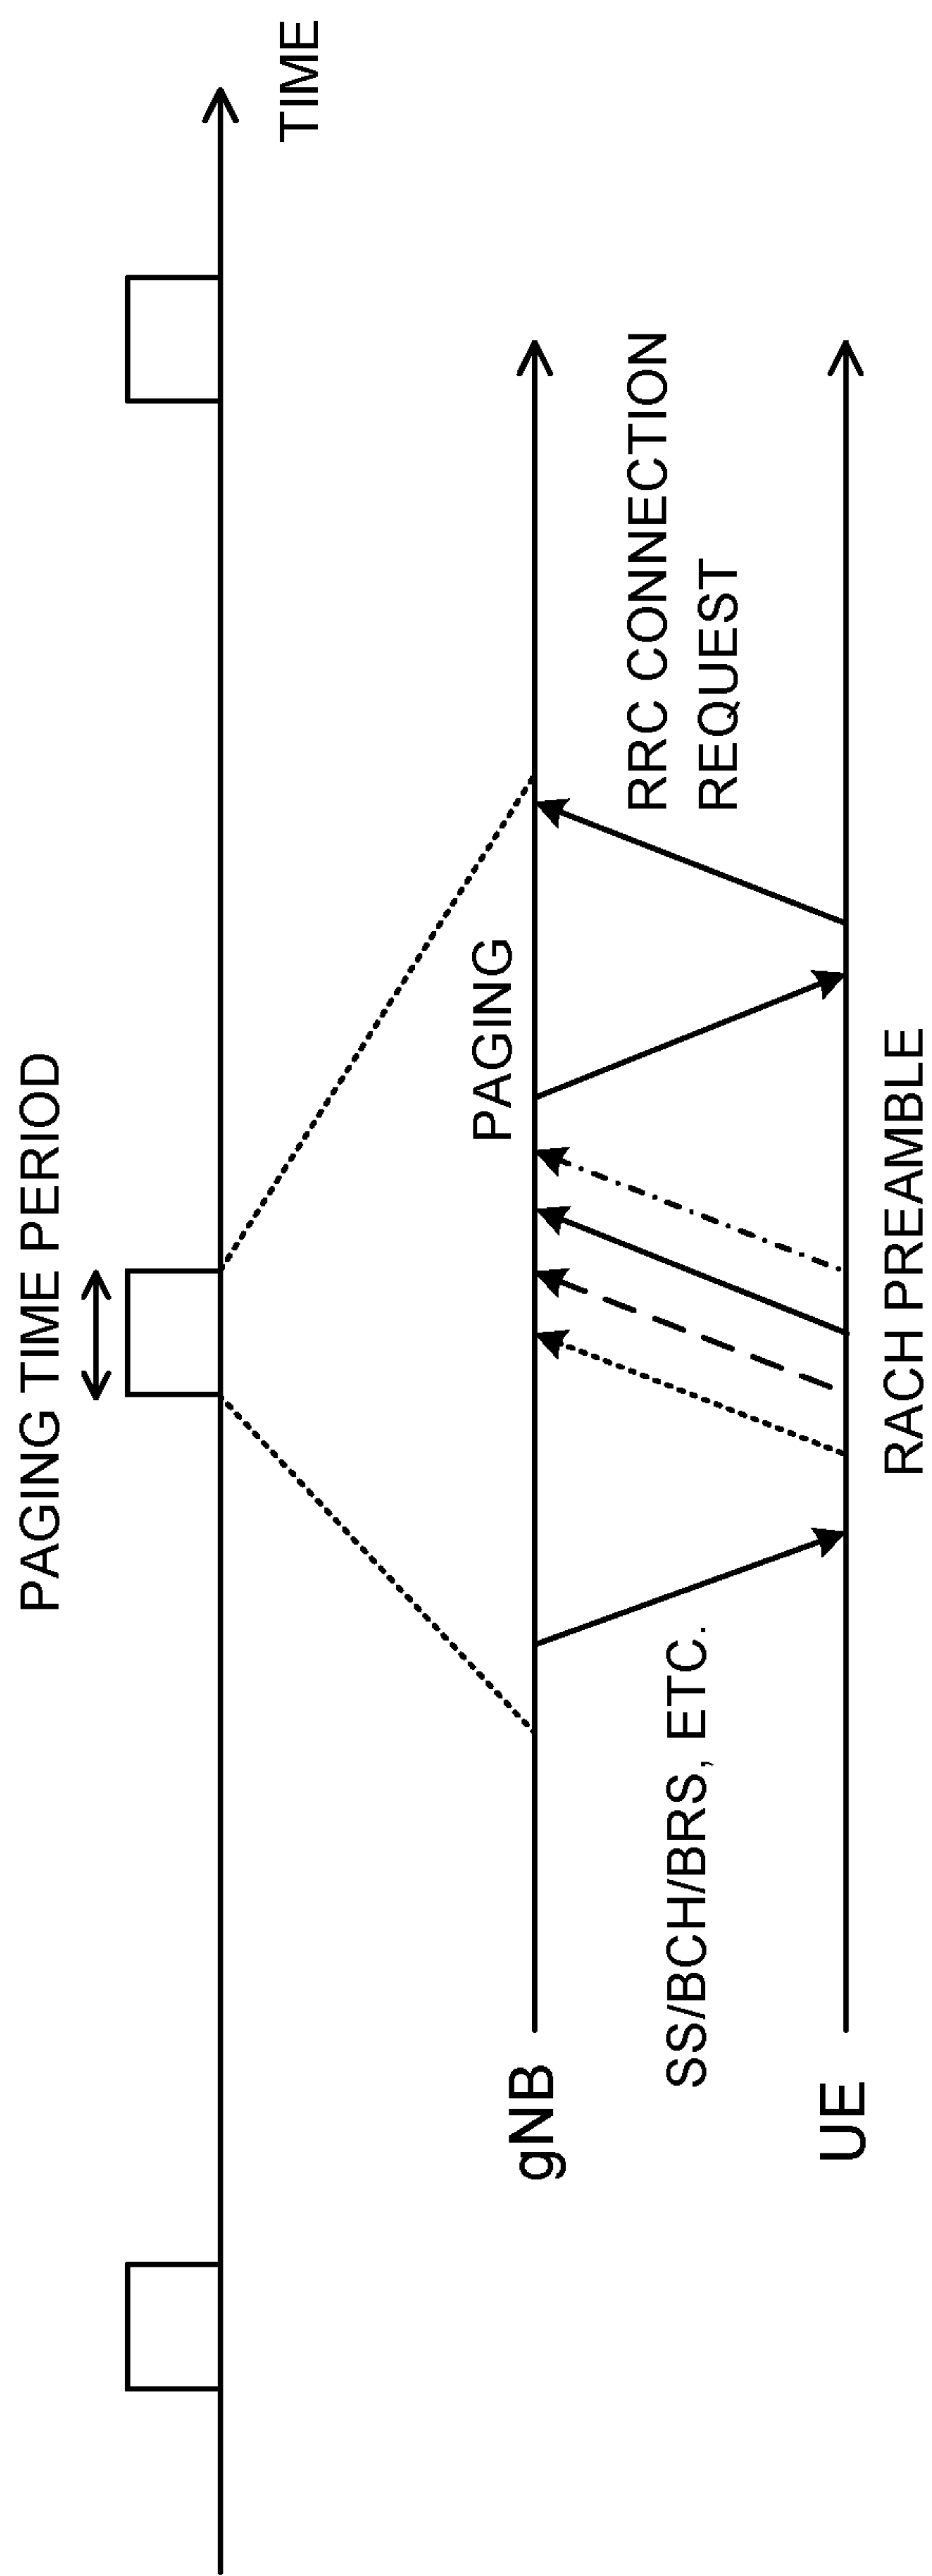 PAGING TIME PERIOD
TIME
gNB
PAGING
SS/BCH/BRS, ETC.
RRC CONNECTION
REQUEST
UE
RACH PREAMBLE